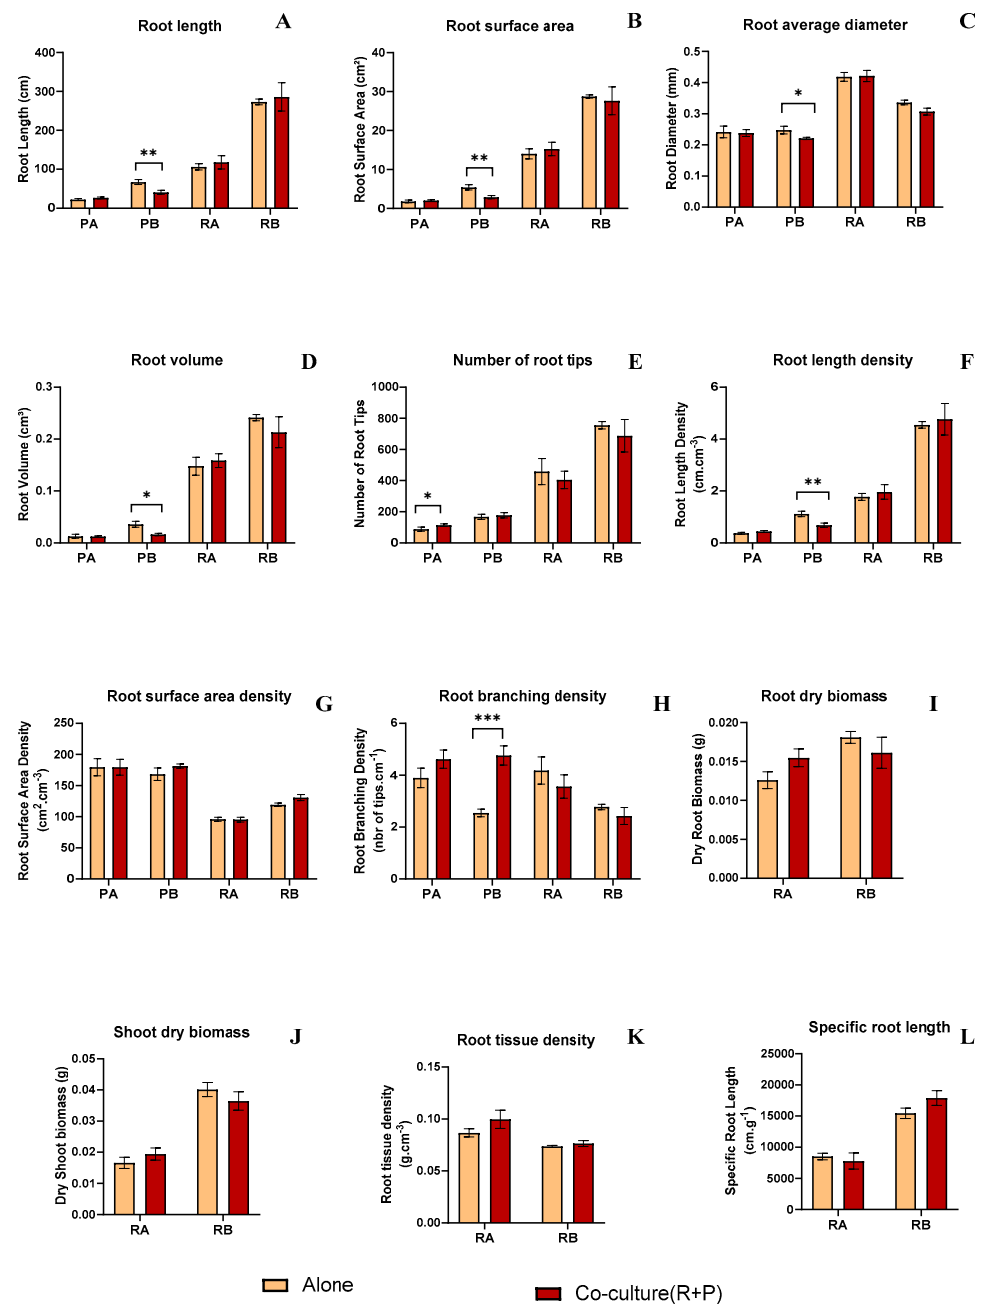 Root length A
Root Length (cm)
400
300
200
100
0
PA PB RA RB
**
Root surface area B
Root Surface Area (cm²)
40
30
20
10
0
PA PB RA RB
**
Root average diameter C
Root Diameter (mm)
0.5
0.4
0.3
0.2
0.1
0.0
PA PB RA RB
*
Root volume D
Root Volume (cm³)
0.3
0.2
0.1
0.0
PA PB RA RB
*
Number of root tips E
Number of Root Tips
1000
800
600
400
200
0
PA PB RA RB
*
Root length density F
Root Length Density
(cm.cm⁻³)
6
4
2
0
PA PB RA RB
**
Root surface area density G
Root Surface Area Density
(cm².cm⁻³)
250
200
150
100
50
0
PA PB RA RB
Root branching density H
Root Branching Density
(nbr of tips.cm⁻¹)
6
4
2
0
PA PB RA RB
***
Root dry biomass I
Dry Root Biomass (g)
0.020
0.015
0.010
0.005
0.000
RA RB
Shoot dry biomass J
Dry Shoot biomass (g)
0.05
0.04
0.03
0.02
0.01
0.00
RA RB
Root tissue density K
Root tissue density
(g.cm⁻³)
0.15
0.10
0.05
0.00
RA RB
Specific root length L
Specific Root Length
(cm.g⁻¹)
25000
20000
15000
10000
5000
0
RA RB
Alone
Co-culture(R+P)